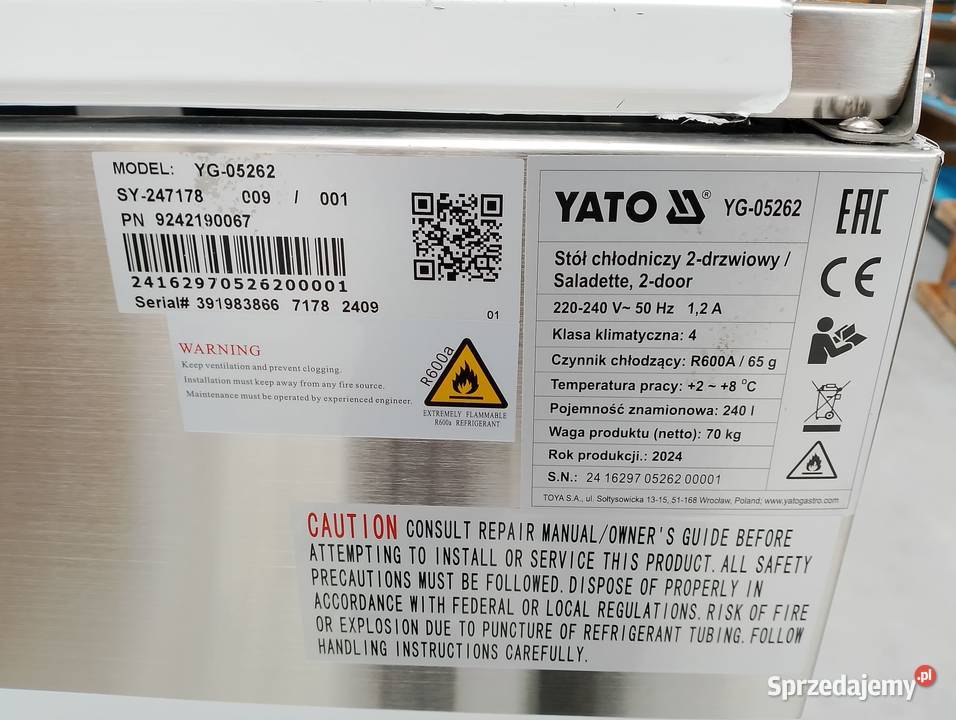 MODEL: YG-05262
SY-247178 009 / 001
PN 9242190067
24162970526200001
Serial# 391983866 7178 2409
01
WARNING
Keep ventilation and prevent clogging.
Installation must keep away from any fire source.
Maintenance must be operated by experienced engineer.
R600a
EXTREMELY FLAMMABLE
R600a REFRIGERANT
YATO ® YG-05262
EAC
CE
Stół chłodniczy 2-drzwiowy /
Saladette, 2-door
220-240 V~ 50 Hz 1,2 A
Klasa klimatyczna: 4
Czynnik chłodzący: R600A / 65 g
Temperatura pracy: +2 ~ +8 °C
Pojemność znamionowa: 240 l
Waga produktu (netto): 70 kg
Rok produkcji.: 2024
S.N.: 24 16297 05262 00001
TOYA S.A., ul. Sołtysowicka 13-15, 51-168 Wrocław, Poland; www.yatogastro.com
CAUTION CONSULT REPAIR MANUAL/OWNER'S GUIDE BEFORE
ATTEMPTING TO INSTALL OR SERVICE THIS PRODUCT. ALL SAFETY
PRECAUTIONS MUST BE FOLLOWED. DISPOSE OF PROPERLY IN
ACCORDANCE WITH FEDERAL OR LOCAL REGULATIONS. RISK OF FIRE
OR EXPLOSION DUE TO PUNCTURE OF REFRIGERANT TUBING. FOLLOW
HANDLING INSTRUCTIONS CAREFULLY.
Sprzedajemy.pl